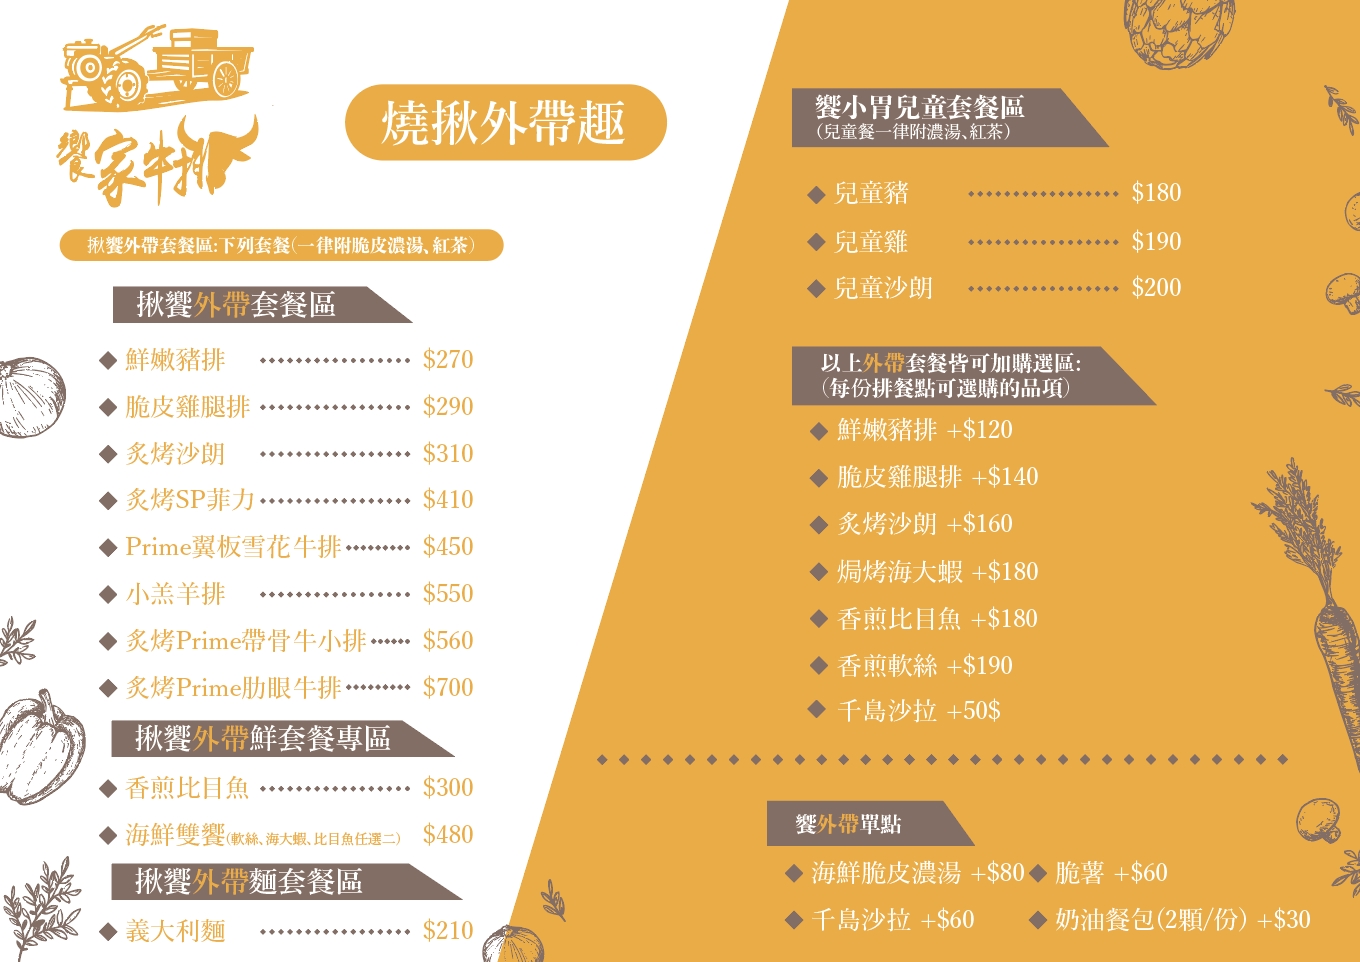 饗家牛排
燒揪外帶趣
揪饗外帶套餐區:下列套餐(一律附脆皮濃湯、紅茶)
揪饗外帶套餐區
鮮嫩豬排 $270
脆皮雞腿排 $290
炙烤沙朗 $310
炙烤SP菲力 $410
Prime翼板雪花牛排 $450
小羔羊排 $550
炙烤Prime帶骨牛小排 $560
炙烤Prime肋眼牛排 $700
揪饗外帶鮮套餐專區
香煎比目魚 $300
海鮮雙饗(軟絲、海大蝦、比目魚任選二) $480
揪饗外帶麵套餐區
義大利麵 $210
饗小胃兒童套餐區
(兒童餐一律附濃湯、紅茶)
兒童豬 $180
兒童雞 $190
兒童沙朗 $200
以上外帶套餐皆可加購選區:
(每份排餐點可選購的品項)
鮮嫩豬排 +$120
脆皮雞腿排 +$140
炙烤沙朗 +$160
焗烤海大蝦 +$180
香煎比目魚 +$180
香煎軟絲 +$190
千島沙拉 +50$
饗外帶單點
海鮮脆皮濃湯 +$80 脆薯 +$60
千島沙拉 +$60 奶油餐包(2顆/份) +$30